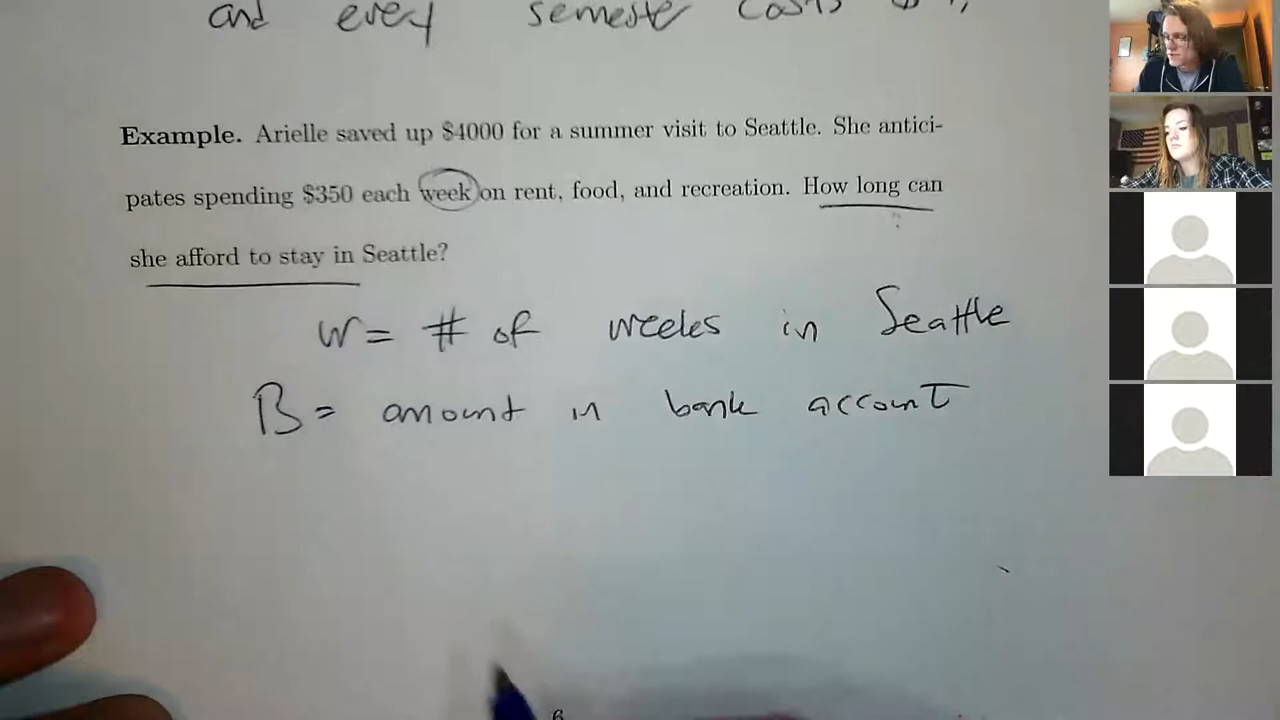 and every semester costs $
Example. Arielle saved up $4000 for a summer visit to Seattle. She antici-
pates spending $350 each week on rent, food, and recreation. How long can
she afford to stay in Seattle?
W = # of weeks in Seattle
B = amount in bank account
6